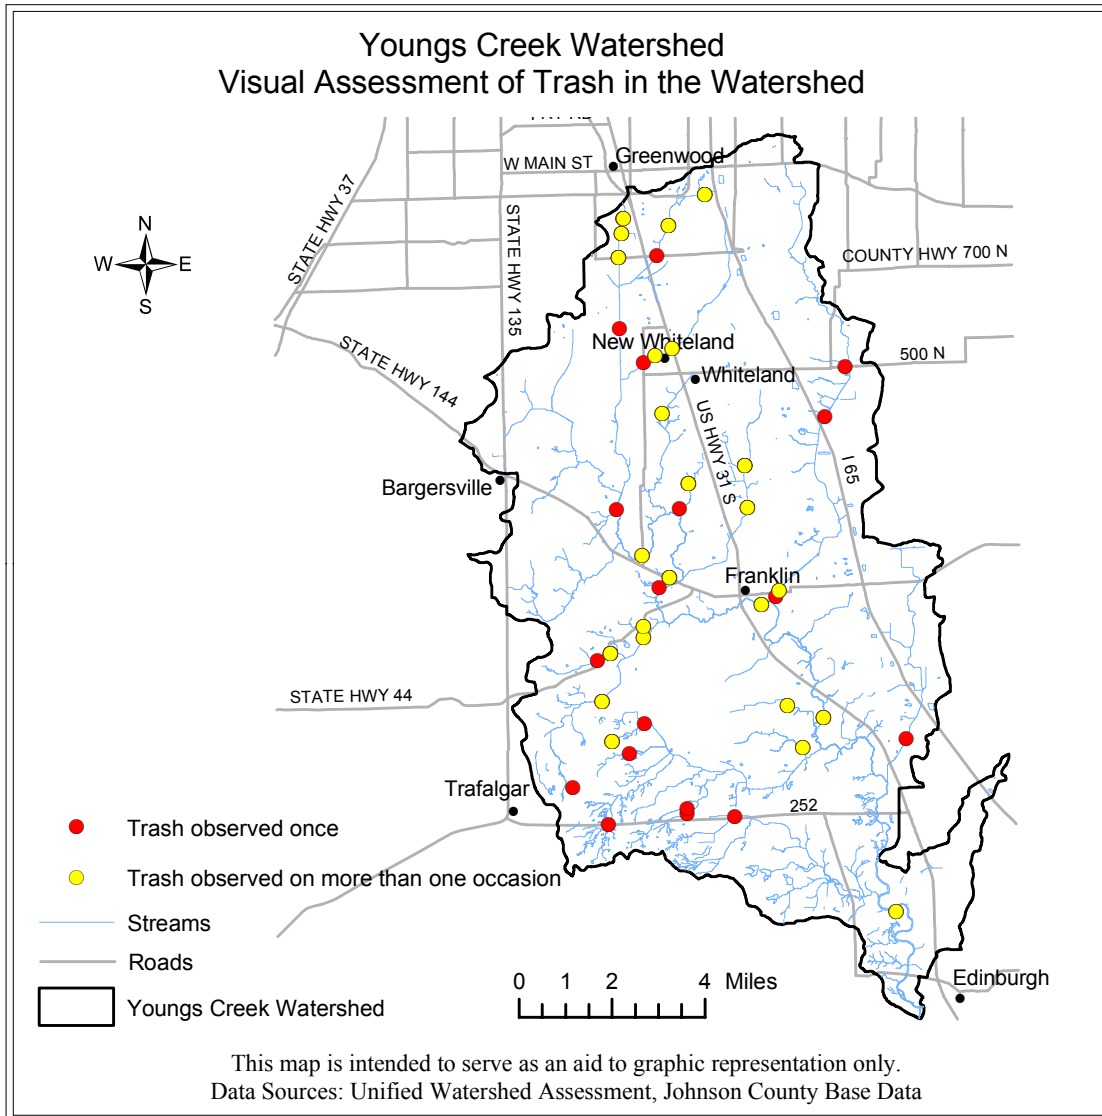 Youngs Creek Watershed
Visual Assessment of Trash in the Watershed
W MAIN ST
Greenwood
STATE HWY 37
STATE HWY 135
N
W E
S
COUNTY HWY 700 N
New Whiteland
500 N
STATE HWY 144
Whiteland
US HWY 31 S
I 65
Bargersville
Franklin
STATE HWY 44
Trafalgar
252
Trash observed once
Trash observed on more than one occasion
Streams
Roads
Youngs Creek Watershed
0 1 2 4 Miles
Edinburgh
This map is intended to serve as an aid to graphic representation only.
Data Sources: Unified Watershed Assessment, Johnson County Base Data